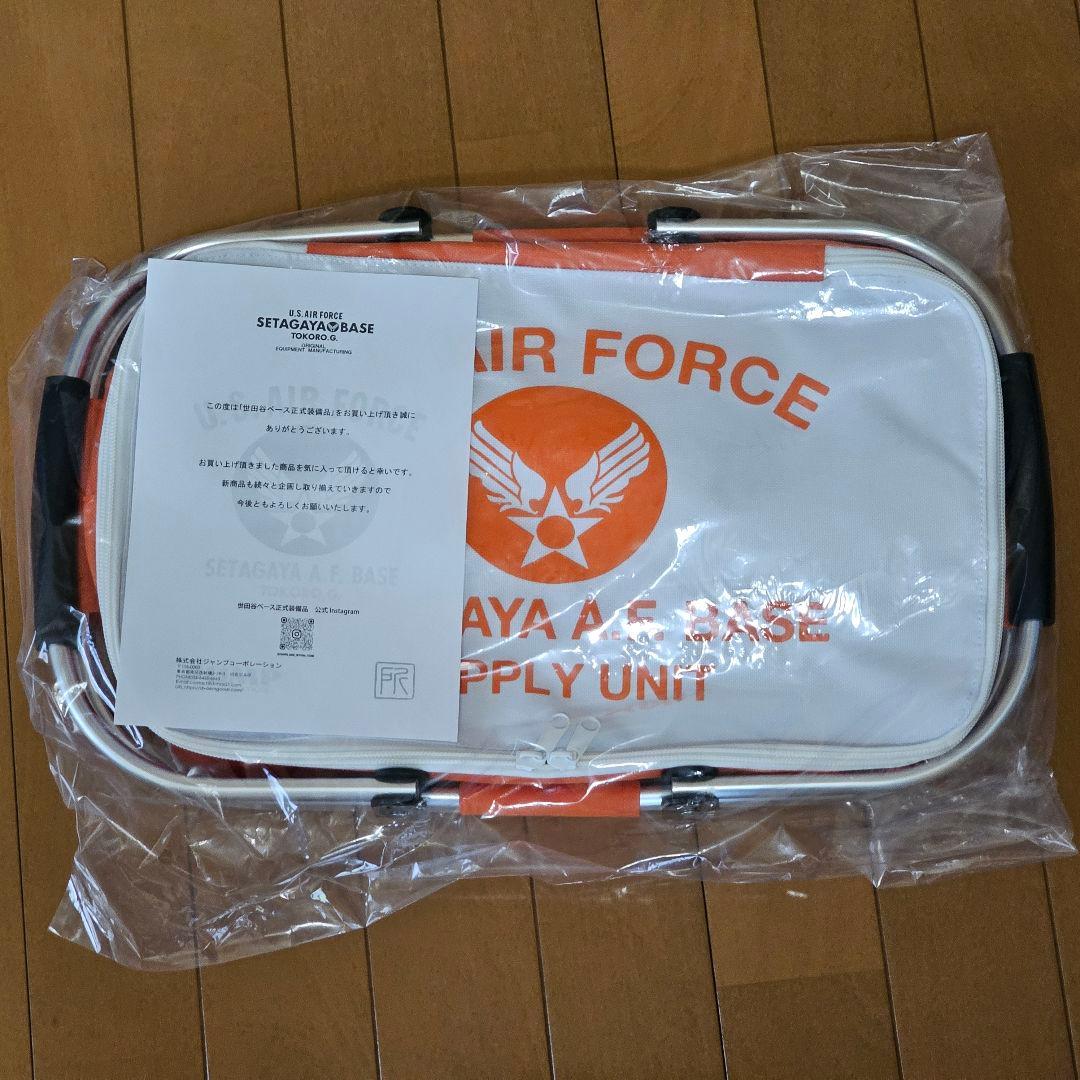 U.S. AIR FORCE
SETAGAYA BASE
TOKORO.G.
ORIGINAL
EQUIPMENT MANUFACTURING
この度は「世田谷ベース正式装備品」をお買い上げ頂き誠に
ありがとうございます。
お買い上げ頂きました商品を気に入って頂けると幸いです。
新商品も続々と企画し取り揃えていきますので
今後ともよろしくお願いいたします。
U.S. AIR FORCE
SETAGAYA A.F. BASE
TOKORO.G.
世田谷ベース正式装備品 公式Instagram
株式会社ジャンプコーポレーション
AIR FORCE
AYA A.F. BASE
PPLY UNIT